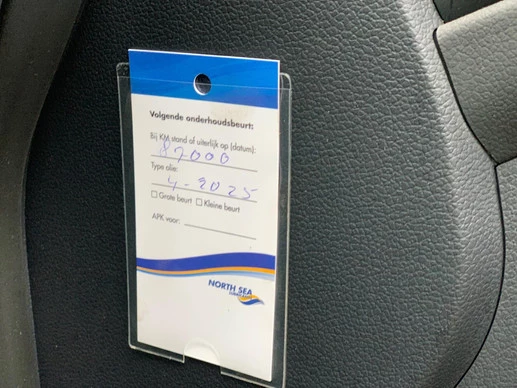 Volgende onderhoudsbeurt:
Bij KM stand of uiterlijk op (datum):
87000
Type olie:
4-2025
☐ Grote beurt ☐ Kleine beurt
APK voor:
NORTH SEA